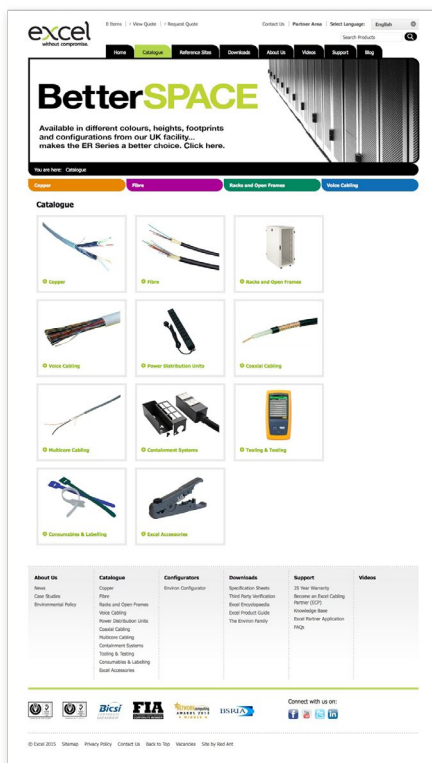 0 Items View Quote Request Quote Contact Us Partner Area Select Language: English
excel
without compromise.
Search Products
Home Catalogue Reference Sites Downloads About Us Videos Support Blog
BetterSPACE
Available in different colours, heights, footprints
and configurations from our UK facility...
makes the ER Series a better choice. Click here.
You are here: Catalogue
Copper Fibre Racks and Open Frames Voice Cabling
Catalogue
Copper Fibre Racks and Open Frames
Voice Cabling Power Distribution Units Coaxial Cabling
Multicore Cabling Containment Systems Tooling & Testing
Consumables & Labelling Excel Accessories
About Us Catalogue Configurators Downloads Support Videos
News Copper Environ Configurator Specification Sheets 25 Year Warranty
Case Studies Fibre Third Party Verification Become an Excel Cabling
Environmental Policy Racks and Open Frames Excel Encyclopaedia Partner (ECP)
Voice Cabling Excel Product Guide Knowledge Base
Power Distribution Units The Environ Family Excel Partner Application
Coaxial Cabling FAQs
Multicore Cabling
Containment Systems
Tooling & Testing
Consumables & Labelling
Excel Accessories
Connect with us on:
Bicsi FIA BSRIA
CORPORATE MEMBER
AWARDS 2013
WINNER
© Excel 2015 Sitemap Privacy Policy Contact Us Back to Top Vacancies Site by Red Ant